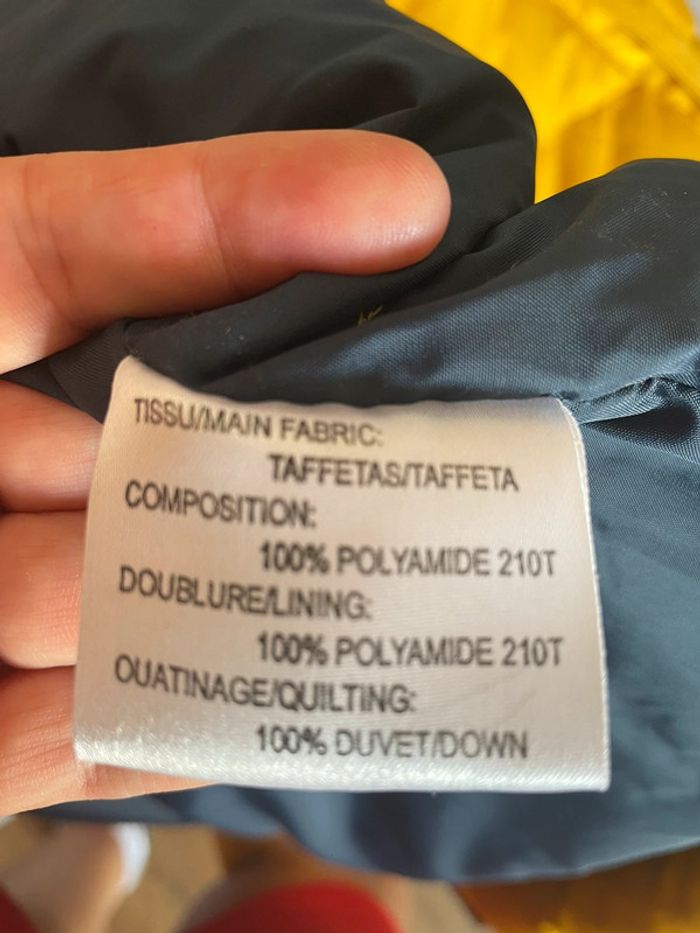 TISSU/MAIN FABRIC:
TAFFETAS/TAFFETA
COMPOSITION:
100% POLYAMIDE 210T
DOUBLURE/LINING:
100% POLYAMIDE 210T
OUATINAGE/QUILTING:
100% DUVET/DOWN